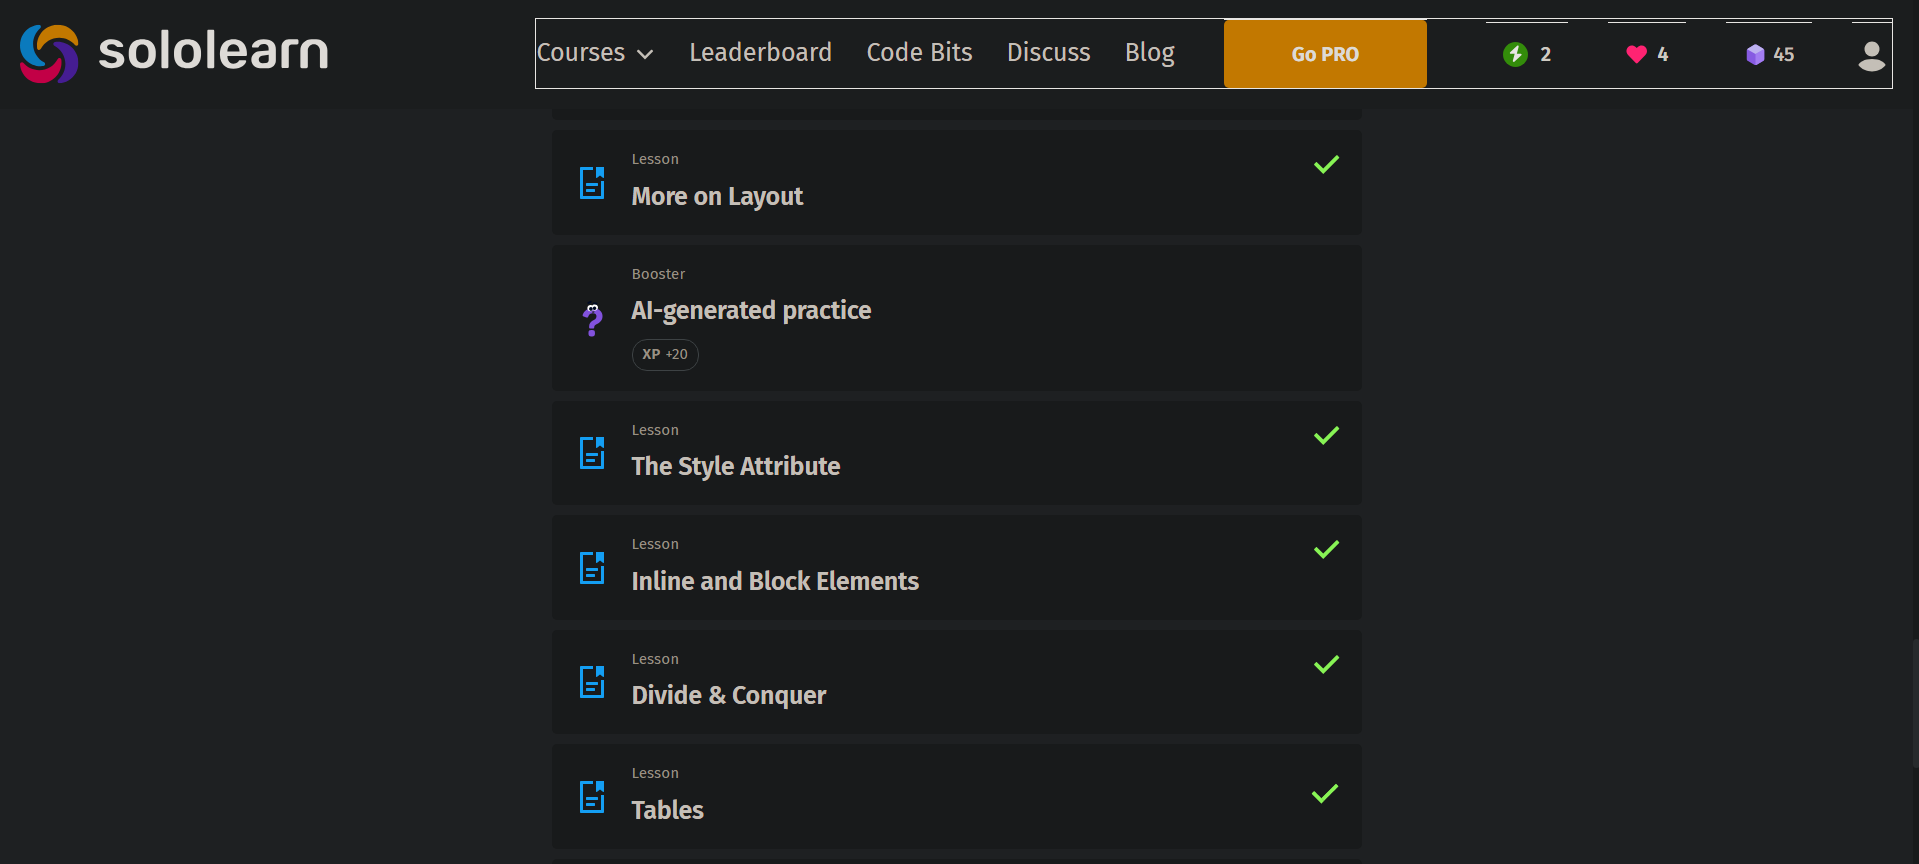 sololearn
Courses Leaderboard Code Bits Discuss Blog Go PRO 2 4 45
Lesson
More on Layout
Booster
AI-generated practice
XP +20
Lesson
The Style Attribute
Lesson
Inline and Block Elements
Lesson
Divide & Conquer
Lesson
Tables